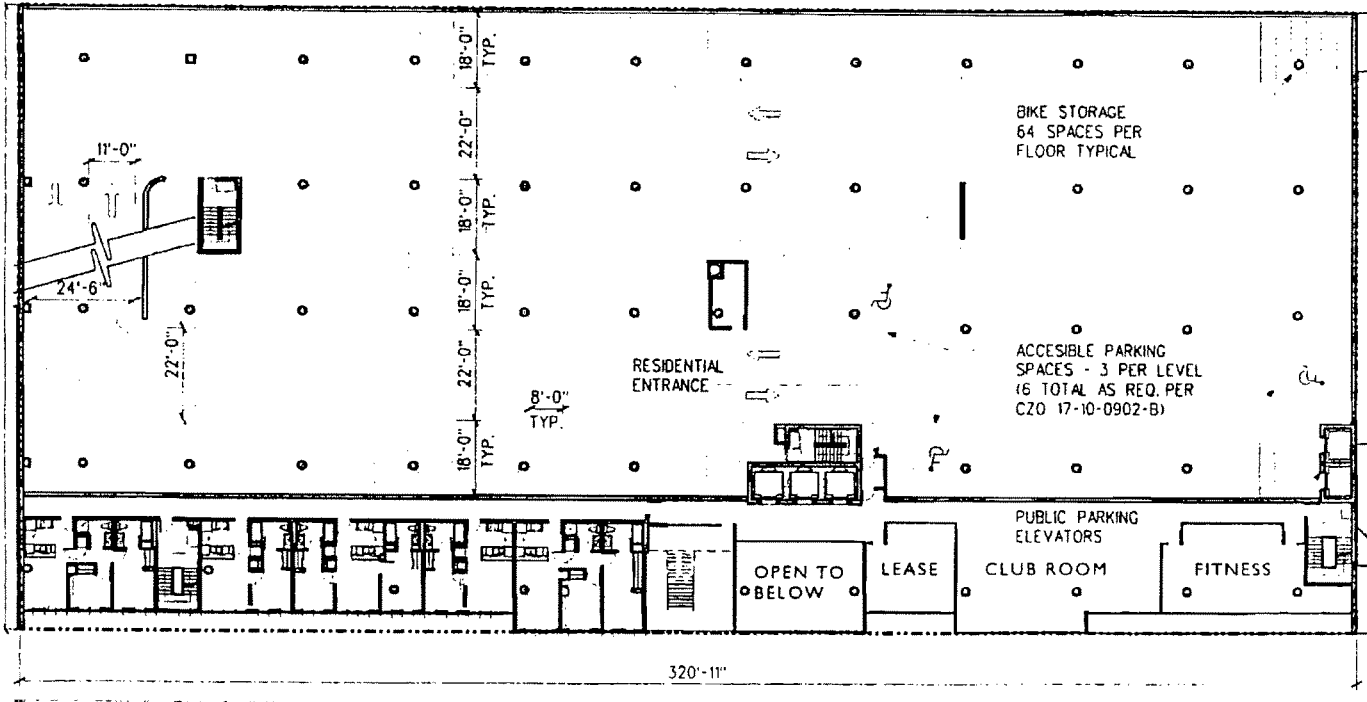 18'-0"
TYP.
22'-0"
18'-0"
TYP.
18'-0"
TYP.
22'-0"
18'-0"
TYP.
11'-0"
24'-6"
22'-0"
BIKE STORAGE
64 SPACES PER
FLOOR TYPICAL
RESIDENTIAL
ENTRANCE
8'-0"
TYP.
ACCESIBLE PARKING
SPACES - 3 PER LEVEL
(6 TOTAL AS REQ. PER
CZO 17-10-0902-B)
PUBLIC PARKING
ELEVATORS
OPEN TO
BELOW
LEASE
CLUB ROOM
FITNESS
320'-11"